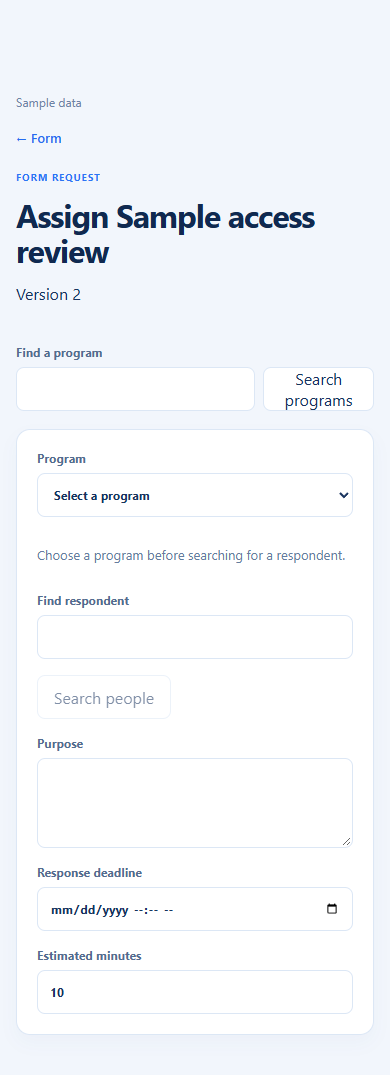 Sample data
← Form
FORM REQUEST
Assign Sample access
review
Version 2
Find a program
Search
programs
Program
Select a program
Choose a program before searching for a respondent.
Find respondent
Search people
Purpose
Response deadline
mm/dd/yyyy --:-- --
Estimated minutes
10